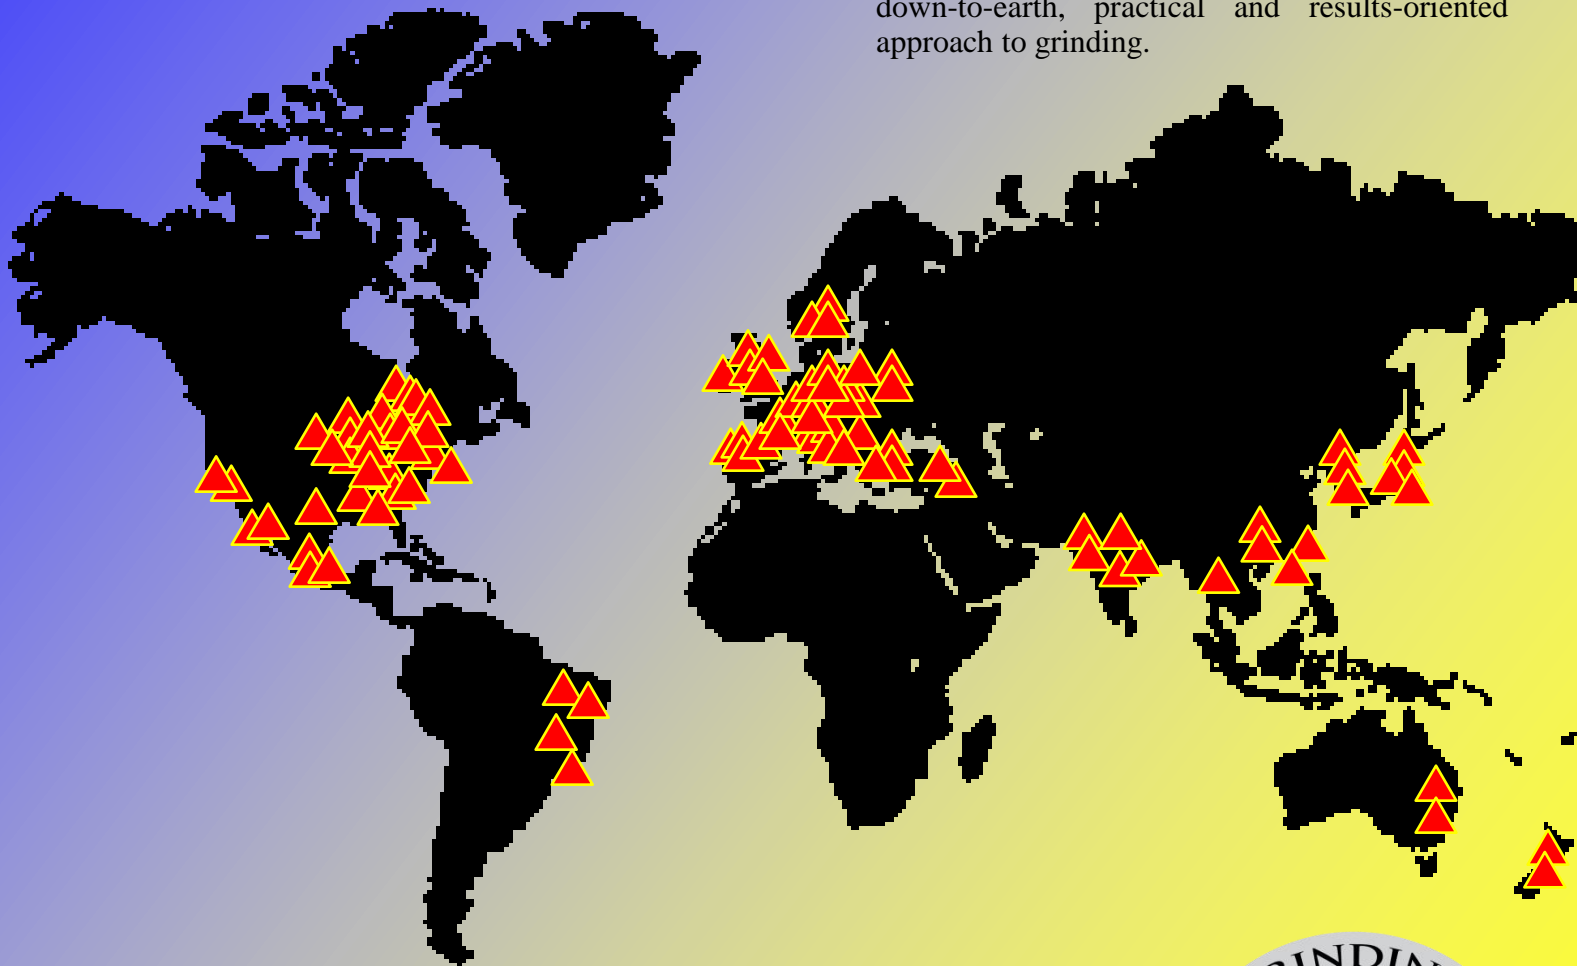 down-to-earth, practical and results-oriented
approach to grinding.